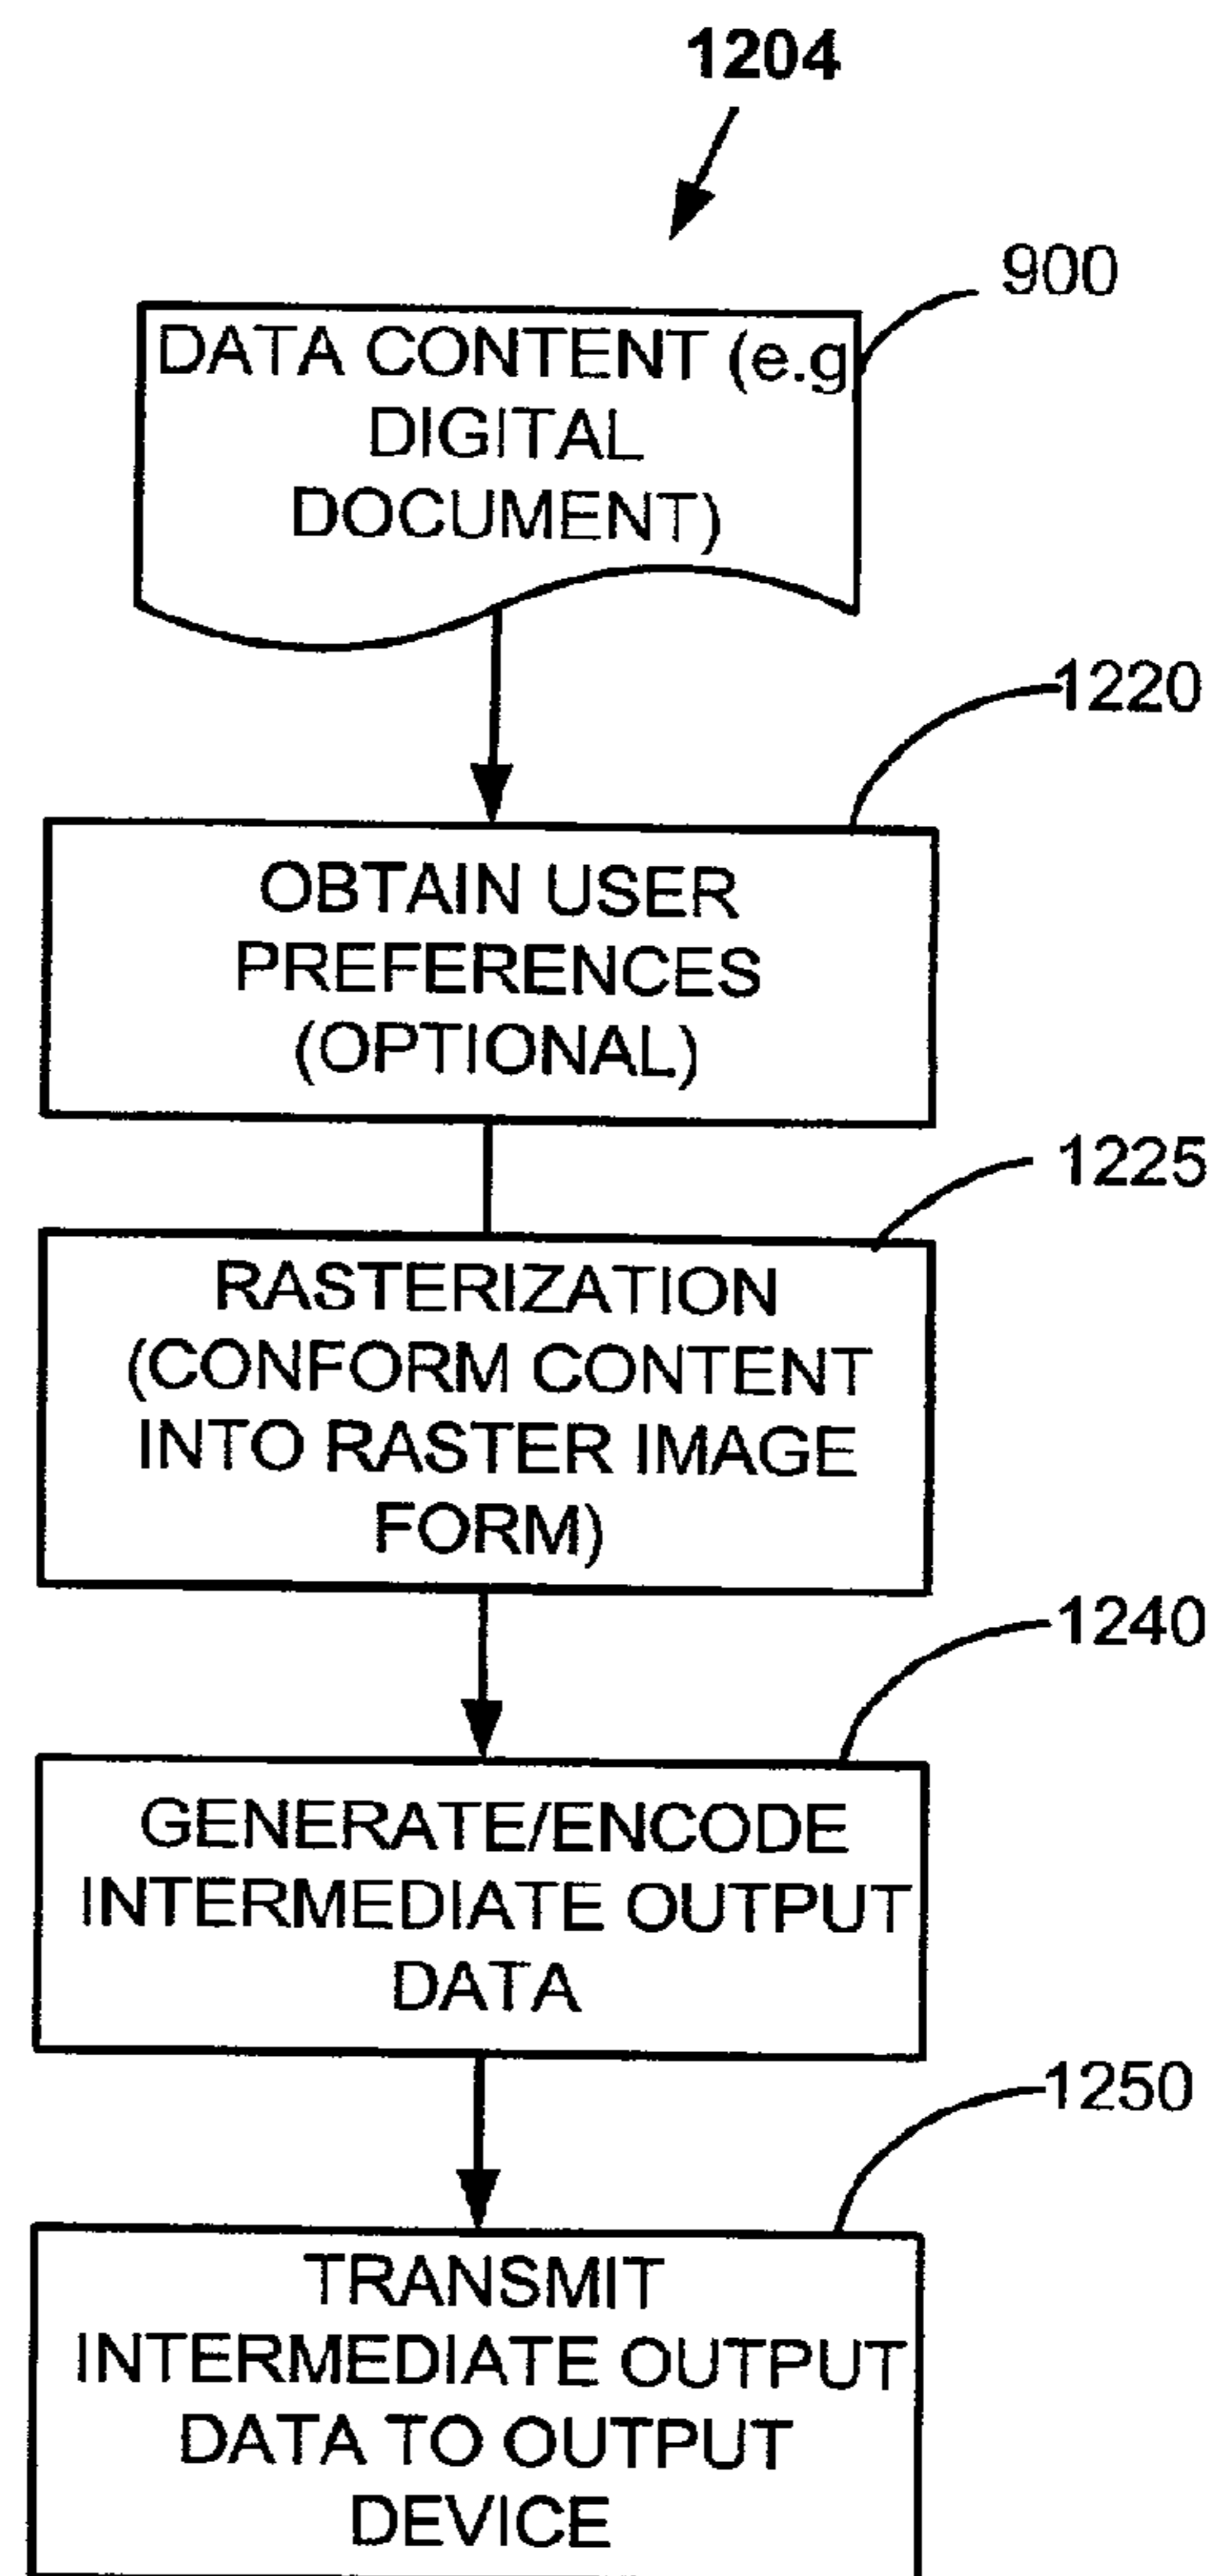 1204
900
DATA CONTENT (e.g
DIGITAL
DOCUMENT)
1220
OBTAIN USER
PREFERENCES
(OPTIONAL)
1225
RASTERIZATION
(CONFORM CONTENT
INTO RASTER IMAGE
FORM)
1240
GENERATE/ENCODE
INTERMEDIATE OUTPUT
DATA
1250
TRANSMIT
INTERMEDIATE OUTPUT
DATA TO OUTPUT
DEVICE